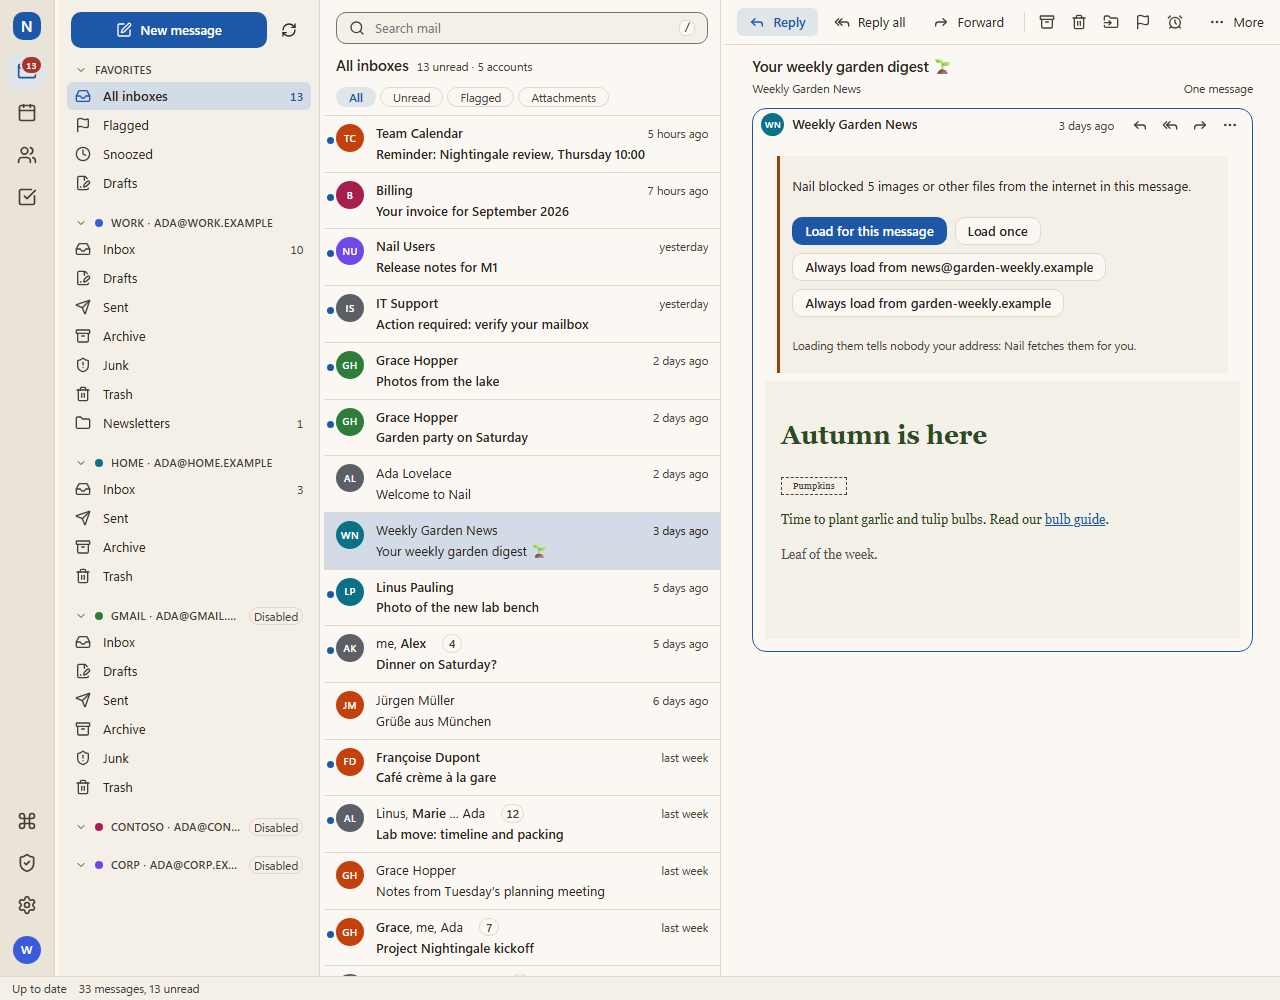 N
New message
Search mail
/
Reply
Reply all
Forward
More
13
FAVORITES
All inboxes 13
Flagged
Snoozed
Drafts
WORK · ADA@WORK.EXAMPLE
Inbox 10
Drafts
Sent
Archive
Junk
Trash
Newsletters 1
HOME · ADA@HOME.EXAMPLE
Inbox 3
Sent
Archive
Trash
GMAIL · ADA@GMAIL.... Disabled
Inbox
Drafts
Sent
Archive
Junk
Trash
CONTOSO · ADA@CON... Disabled
CORP · ADA@CORP.EX... Disabled
W
All inboxes 13 unread · 5 accounts
All Unread Flagged Attachments
TC Team Calendar 5 hours ago
Reminder: Nightingale review, Thursday 10:00
B Billing 7 hours ago
Your invoice for September 2026
NU Nail Users yesterday
Release notes for M1
IS IT Support yesterday
Action required: verify your mailbox
GH Grace Hopper 2 days ago
Photos from the lake
GH Grace Hopper 2 days ago
Garden party on Saturday
AL Ada Lovelace 2 days ago
Welcome to Nail
WN Weekly Garden News 3 days ago
Your weekly garden digest 🌱
LP Linus Pauling 5 days ago
Photo of the new lab bench
AK me, Alex 4 5 days ago
Dinner on Saturday?
JM Jürgen Müller 6 days ago
Grüße aus München
FD Françoise Dupont last week
Café crème à la gare
AL Linus, Marie ... Ada 12 last week
Lab move: timeline and packing
GH Grace Hopper last week
Notes from Tuesday's planning meeting
GH Grace, me, Ada 7 last week
Project Nightingale kickoff
Your weekly garden digest 🌱
Weekly Garden News One message
WN Weekly Garden News 3 days ago
Nail blocked 5 images or other files from the internet in this message.
Load for this message Load once
Always load from news@garden-weekly.example
Always load from garden-weekly.example
Loading them tells nobody your address: Nail fetches them for you.
Autumn is here
Pumpkins
Time to plant garlic and tulip bulbs. Read our bulb guide.
Leaf of the week.
Up to date 33 messages, 13 unread